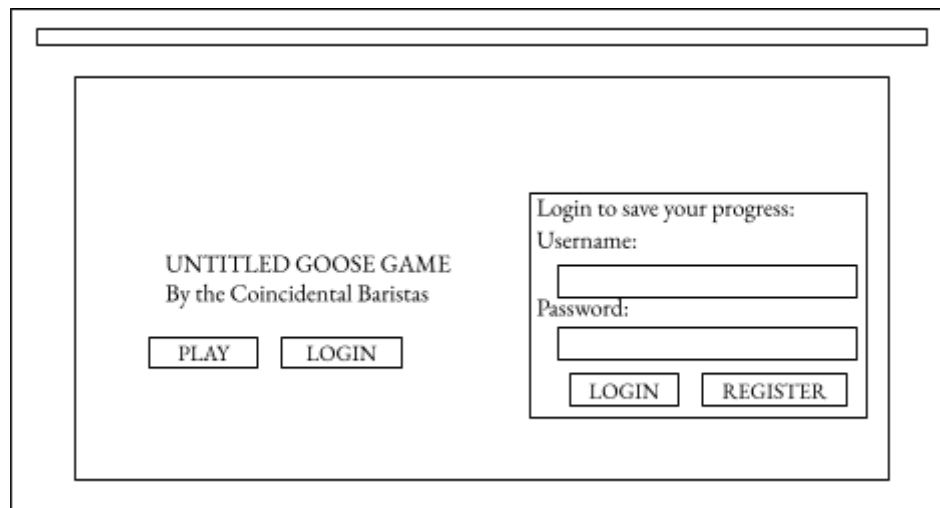 UNTITLED GOOSE GAME
By the Coincidental Baristas
PLAY LOGIN
Login to save your progress:
Username:
Password:
LOGIN REGISTER